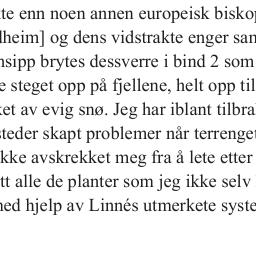 te enn noen annen europeisk bisko
lheim] og dens vidstrakte enger sam
nsipp brytes dessverre i bind 2 som
e steget opp på fjellene, helt opp til
ket av evig snø. Jeg har iblant tilbra
steder skapt problemer når terrenget
kke avskrekket meg fra å lete etter
tt alle de planter som jeg ikke selv
ned hjelp av Linnés utmerkete syste